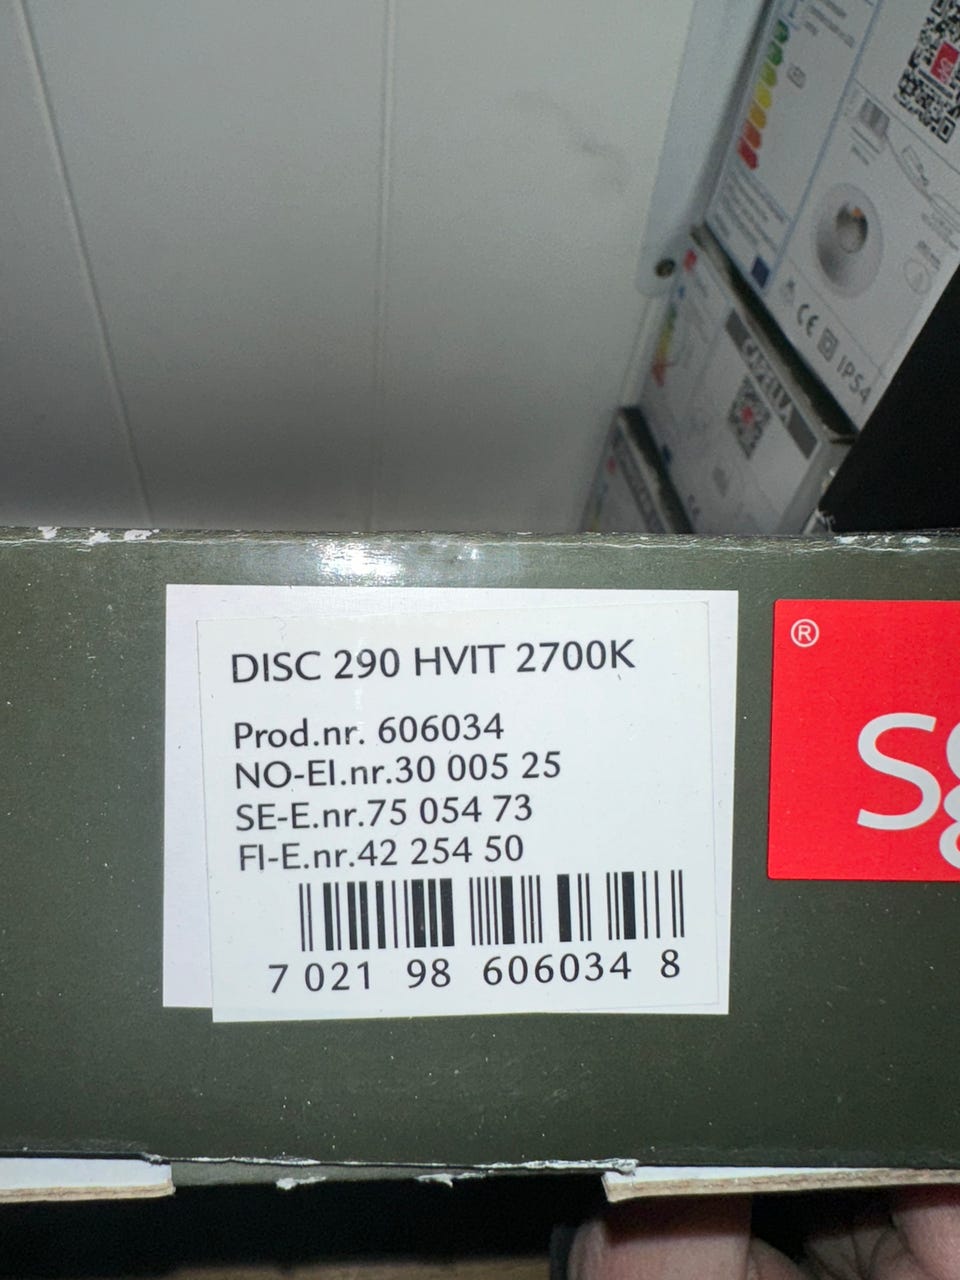 CE
IP54
DISC 290 HVIT 2700K
Prod.nr. 606034
NO-El.nr.30 005 25
SE-E.nr.75 054 73
FI-E.nr.42 254 50
7 021 98 606034 8
®